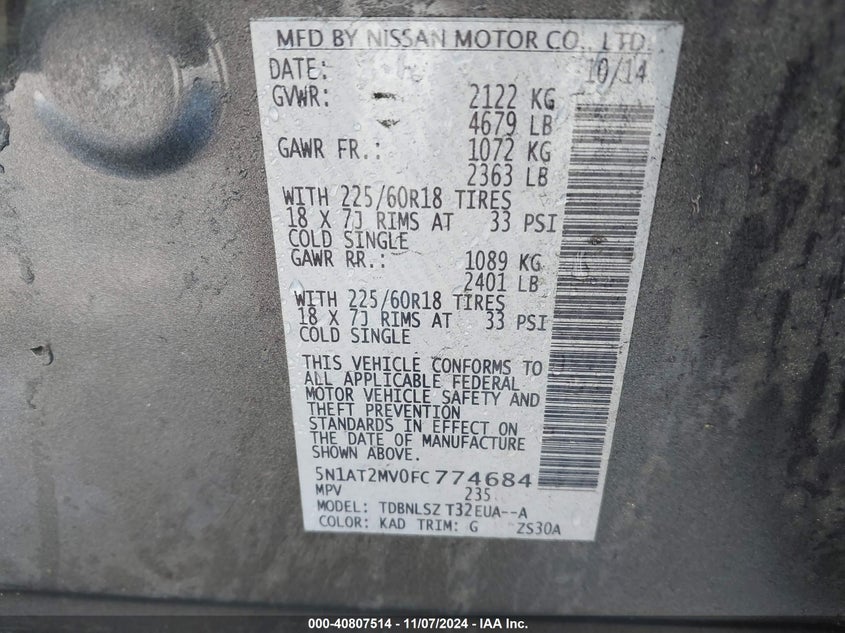 MFD BY NISSAN MOTOR CO., LTD.
DATE: 10/14
GVWR: 2122 KG
4679 LB
GAWR FR.: 1072 KG
2363 LB
WITH 225/60R18 TIRES
18 X 7J RIMS AT 33 PSI
COLD SINGLE
GAWR RR.: 1089 KG
2401 LB
WITH 225/60R18 TIRES
18 X 7J RIMS AT 33 PSI
COLD SINGLE
THIS VEHICLE CONFORMS TO
ALL APPLICABLE FEDERAL
MOTOR VEHICLE SAFETY AND
THEFT PREVENTION
STANDARDS IN EFFECT ON
THE DATE OF MANUFACTURE
SHOWN ABOVE.
5N1AT2MV0FC774684
MPV 235
MODEL: TDBNLSZ T32EUA--A
COLOR: KAD TRIM: G ZS30A
000-40807514 - 11/07/2024 - IAA Inc.